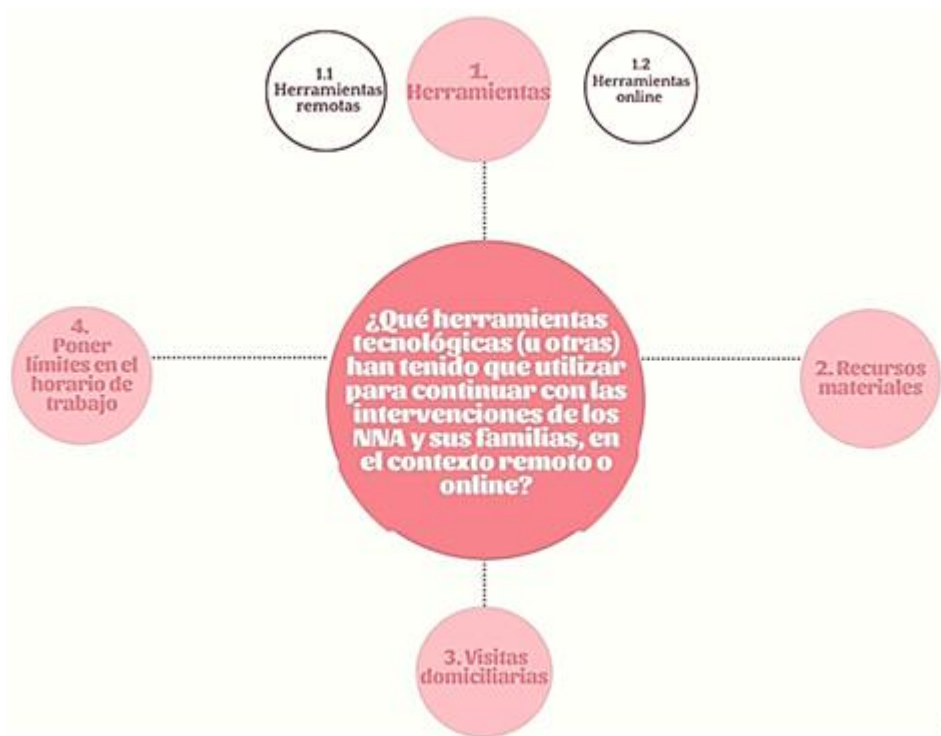 1.1
Herramientas
remotas
1.
Herramientas
1.2
Herramientas
online
¿Qué herramientas
tecnológicas (u otras)
han tenido que utilizar
para continuar con las
intervenciones de los
NNA y sus familias, en
el contexto remoto o
online?
4.
Poner
límites en el
horario de
trabajo
2. Recursos
materiales
3. Visitas
domiciliarias